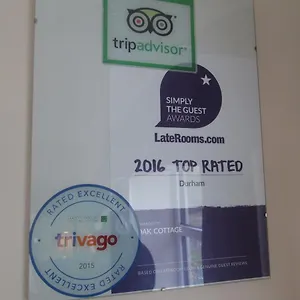 tripadvisor®
SIMPLY
THE GUEST
AWARDS
LateRooms.com
2016 TOP RATED
Durham
OAK COTTAGE
RATED EXCELLENT
trivago
2015
RATED EXCELLENT